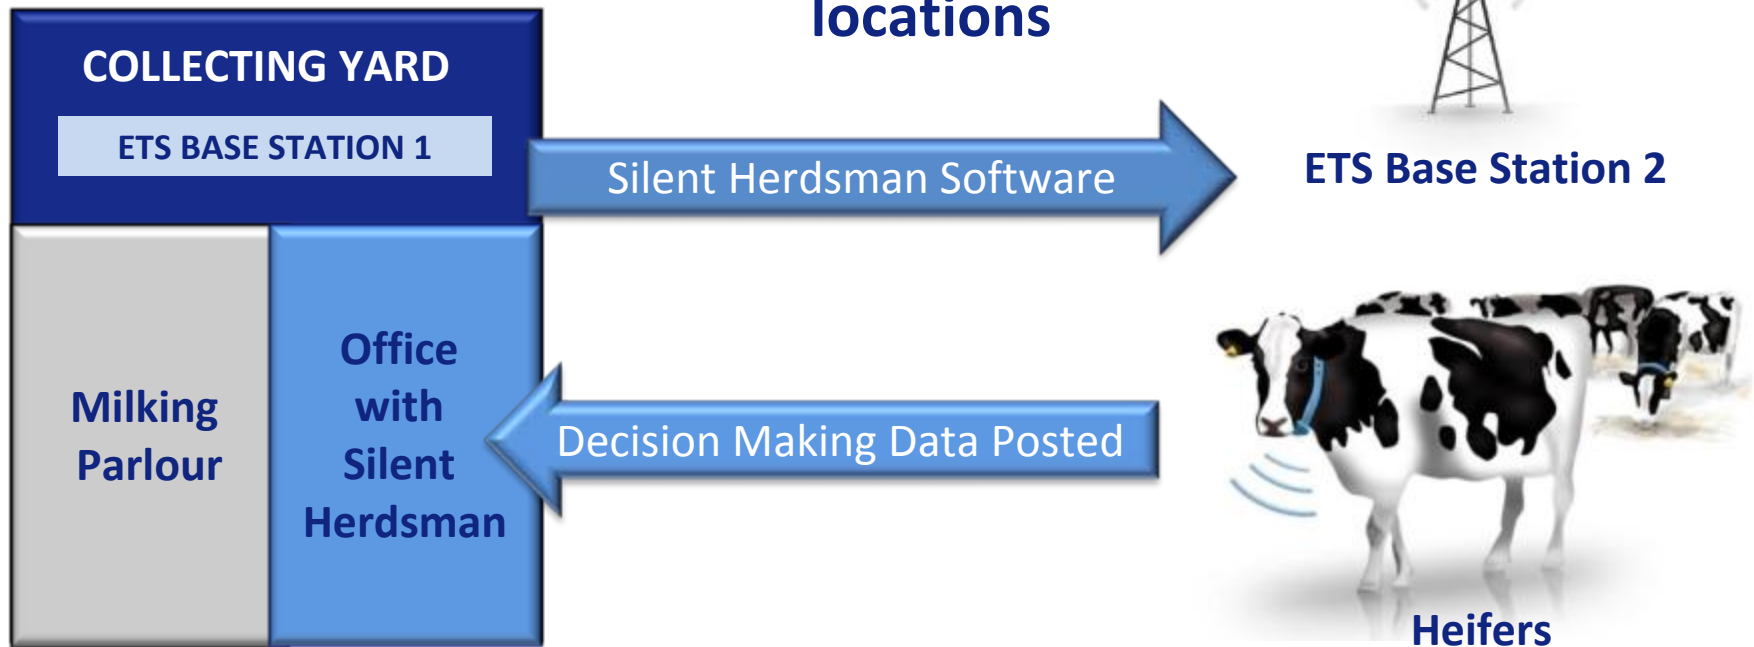 locations
COLLECTING YARD
ETS BASE STATION 1
Silent Herdsman Software
ETS Base Station 2
Milking
Parlour
Office
with
Silent
Herdsman
Decision Making Data Posted
Heifers